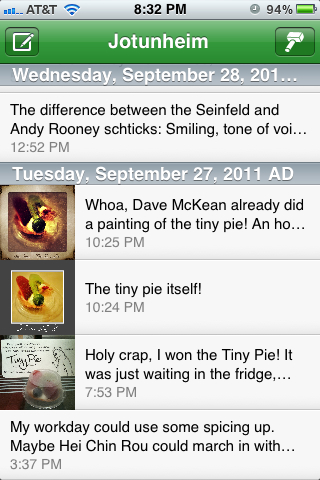 AT&T 8:32 PM 94%
Jotunheim
Wednesday, September 28, 201…
The difference between the Seinfeld and
Andy Rooney schticks: Smiling, tone of voi…
12:52 PM
Tuesday, September 27, 2011 AD
Whoa, Dave McKean already did
a painting of the tiny pie! An ho…
10:25 PM
The tiny pie itself!
10:24 PM
Tiny Pie
Holy crap, I won the Tiny Pie! It
was just waiting in the fridge,…
7:53 PM
My workday could use some spicing up.
Maybe Hei Chin Rou could march in with…
3:37 PM